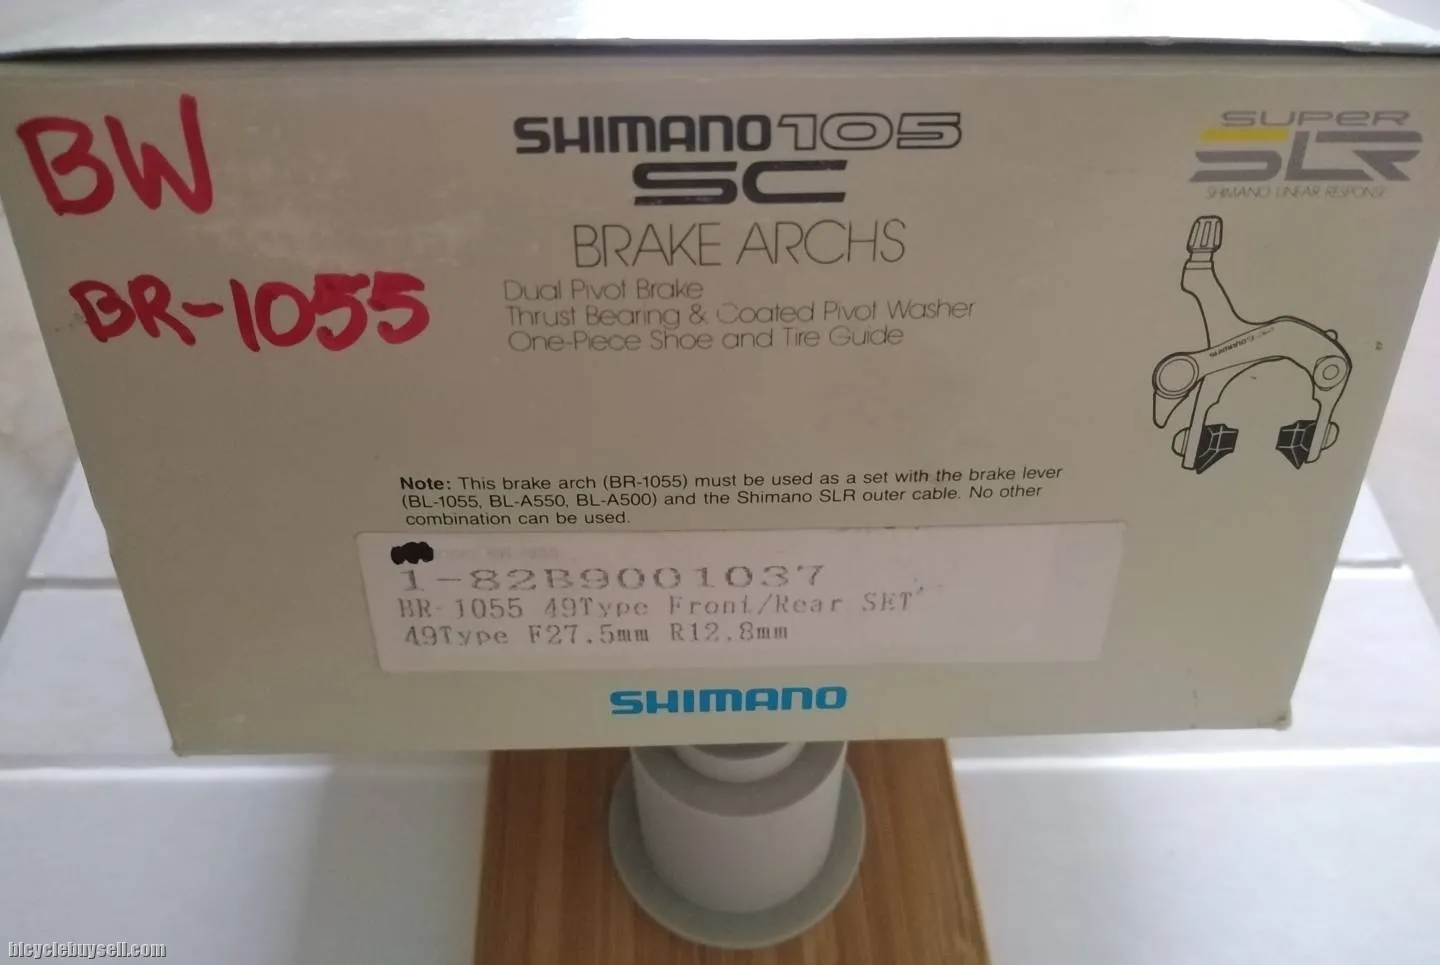 BW
BR-1055
SHIMANO 105
SC
BRAKE ARCHS
Dual Pivot Brake
Thrust Bearing & Coated Pivot Washer
One-Piece Shoe and Tire Guide
SUPER
SLR
SHIMANO LINEAR RESPONSE
Note: This brake arch (BR-1055) must be used as a set with the brake lever
(BL-1055, BL-A550, BL-A500) and the Shimano SLR outer cable. No other
combination can be used.
1-82B9001037
BR-1055 49Type Front/Rear SET
49Type F27.5mm R12.8mm
SHIMANO
bicyclebuysell.com